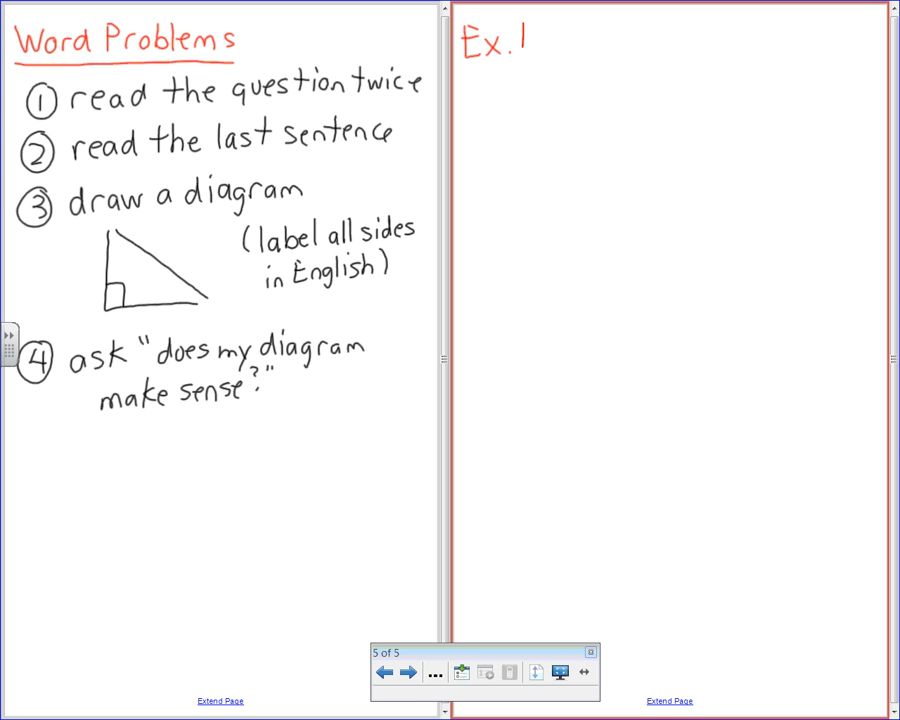 Word Problems
① read the question twice
② read the last sentence
③ draw a diagram
(label all sides
in English)
④ ask "does my diagram
make sense?"
Extend Page
Ex. 1
5 of 5
...
Extend Page